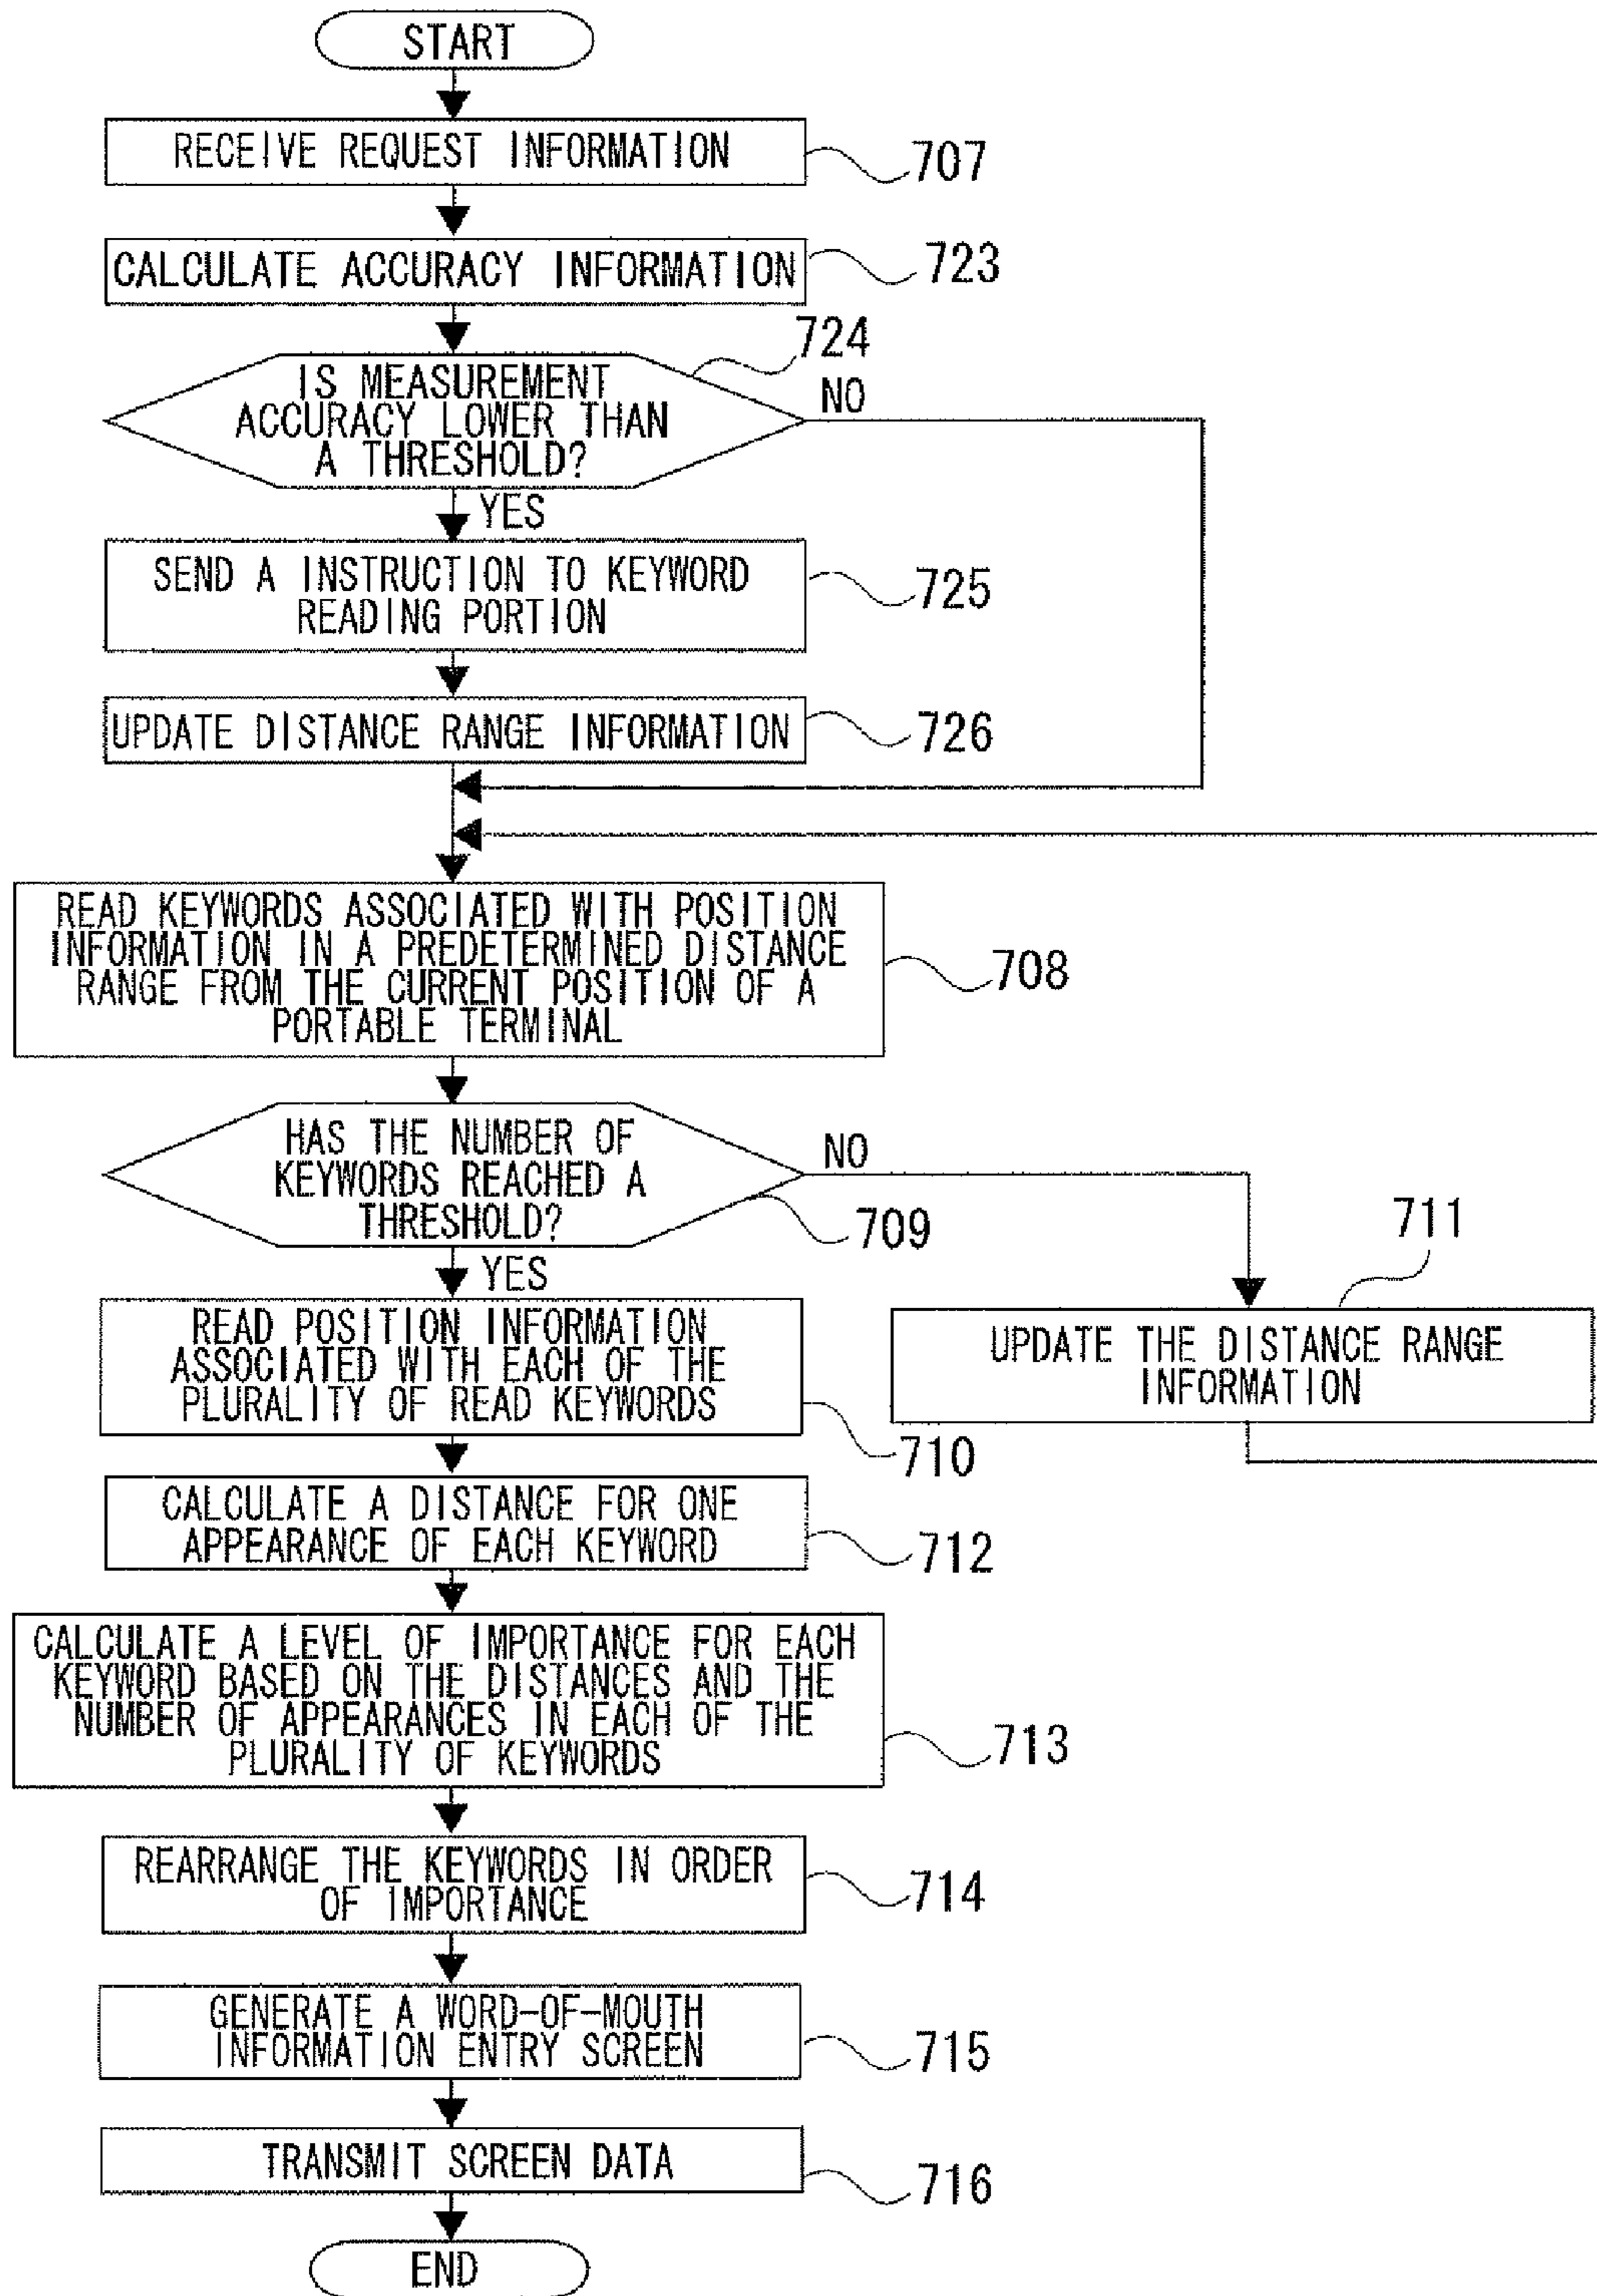 START
RECEIVE REQUEST INFORMATION
707
CALCULATE ACCURACY INFORMATION
723
724
IS MEASUREMENT
ACCURACY LOWER THAN
A THRESHOLD?
NO
YES
SEND A INSTRUCTION TO KEYWORD
READING PORTION
725
UPDATE DISTANCE RANGE INFORMATION
726
READ KEYWORDS ASSOCIATED WITH POSITION
INFORMATION IN A PREDETERMINED DISTANCE
RANGE FROM THE CURRENT POSITION OF A
PORTABLE TERMINAL
708
HAS THE NUMBER OF
KEYWORDS REACHED A
THRESHOLD?
NO
709
YES
711
UPDATE THE DISTANCE RANGE
INFORMATION
READ POSITION INFORMATION
ASSOCIATED WITH EACH OF THE
PLURALITY OF READ KEYWORDS
710
CALCULATE A DISTANCE FOR ONE
APPEARANCE OF EACH KEYWORD
712
CALCULATE A LEVEL OF IMPORTANCE FOR EACH
KEYWORD BASED ON THE DISTANCES AND THE
NUMBER OF APPEARANCES IN EACH OF THE
PLURALITY OF KEYWORDS
713
REARRANGE THE KEYWORDS IN ORDER
OF IMPORTANCE
714
GENERATE A WORD-OF-MOUTH
INFORMATION ENTRY SCREEN
715
TRANSMIT SCREEN DATA
716
END